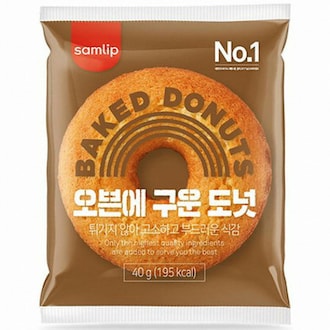 samlip
No.1
BAKED DONUTS
오븐에 구운 도넛
튀기지 않아 고소하고 부드러운 식감
Only the highest quality ingredients
are added to serve you the best
40 g (195 kcal)